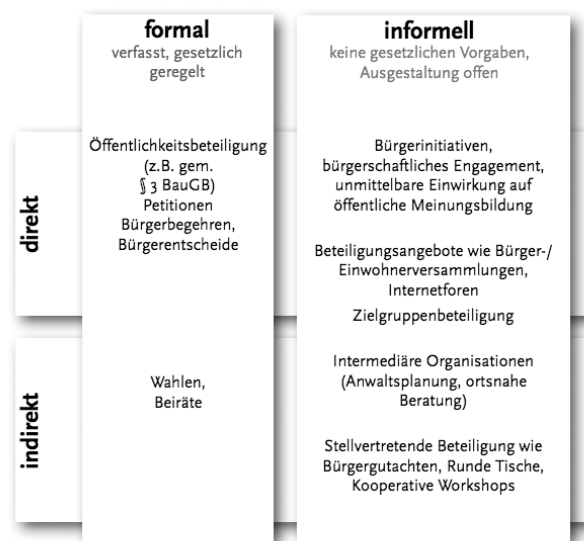 formal
verfasst, gesetzlich
geregelt
informell
keine gesetzlichen Vorgaben,
Ausgestaltung offen
direkt
Öffentlichkeitsbeteiligung
(z.B. gem.
§ 3 BauGB)
Petitionen
Bürgerbegehren,
Bürgerentscheide
Bürgerinitiativen,
bürgerschaftliches Engagement,
unmittelbare Einwirkung auf
öffentliche Meinungsbildung
Beteiligungsangebote wie Bürger-/
Einwohnerversammlungen,
Internetforen
Zielgruppenbeteiligung
indirekt
Wahlen,
Beiräte
Intermediäre Organisationen
(Anwaltsplanung, ortsnahe
Beratung)
Stellvertretende Beteiligung wie
Bürgergutachten, Runde Tische,
Kooperative Workshops